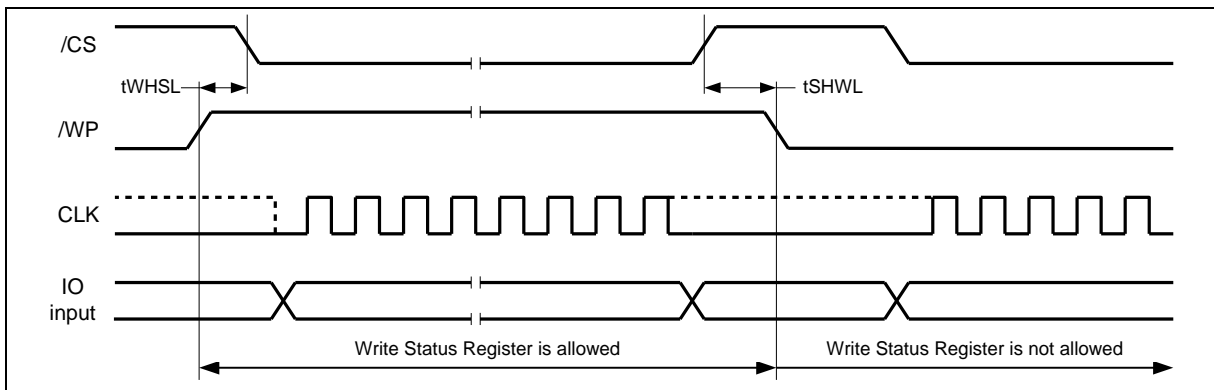 /CS
tWHSL
tSHWL
/WP
CLK
IO
input
Write Status Register is allowed
Write Status Register is not allowed